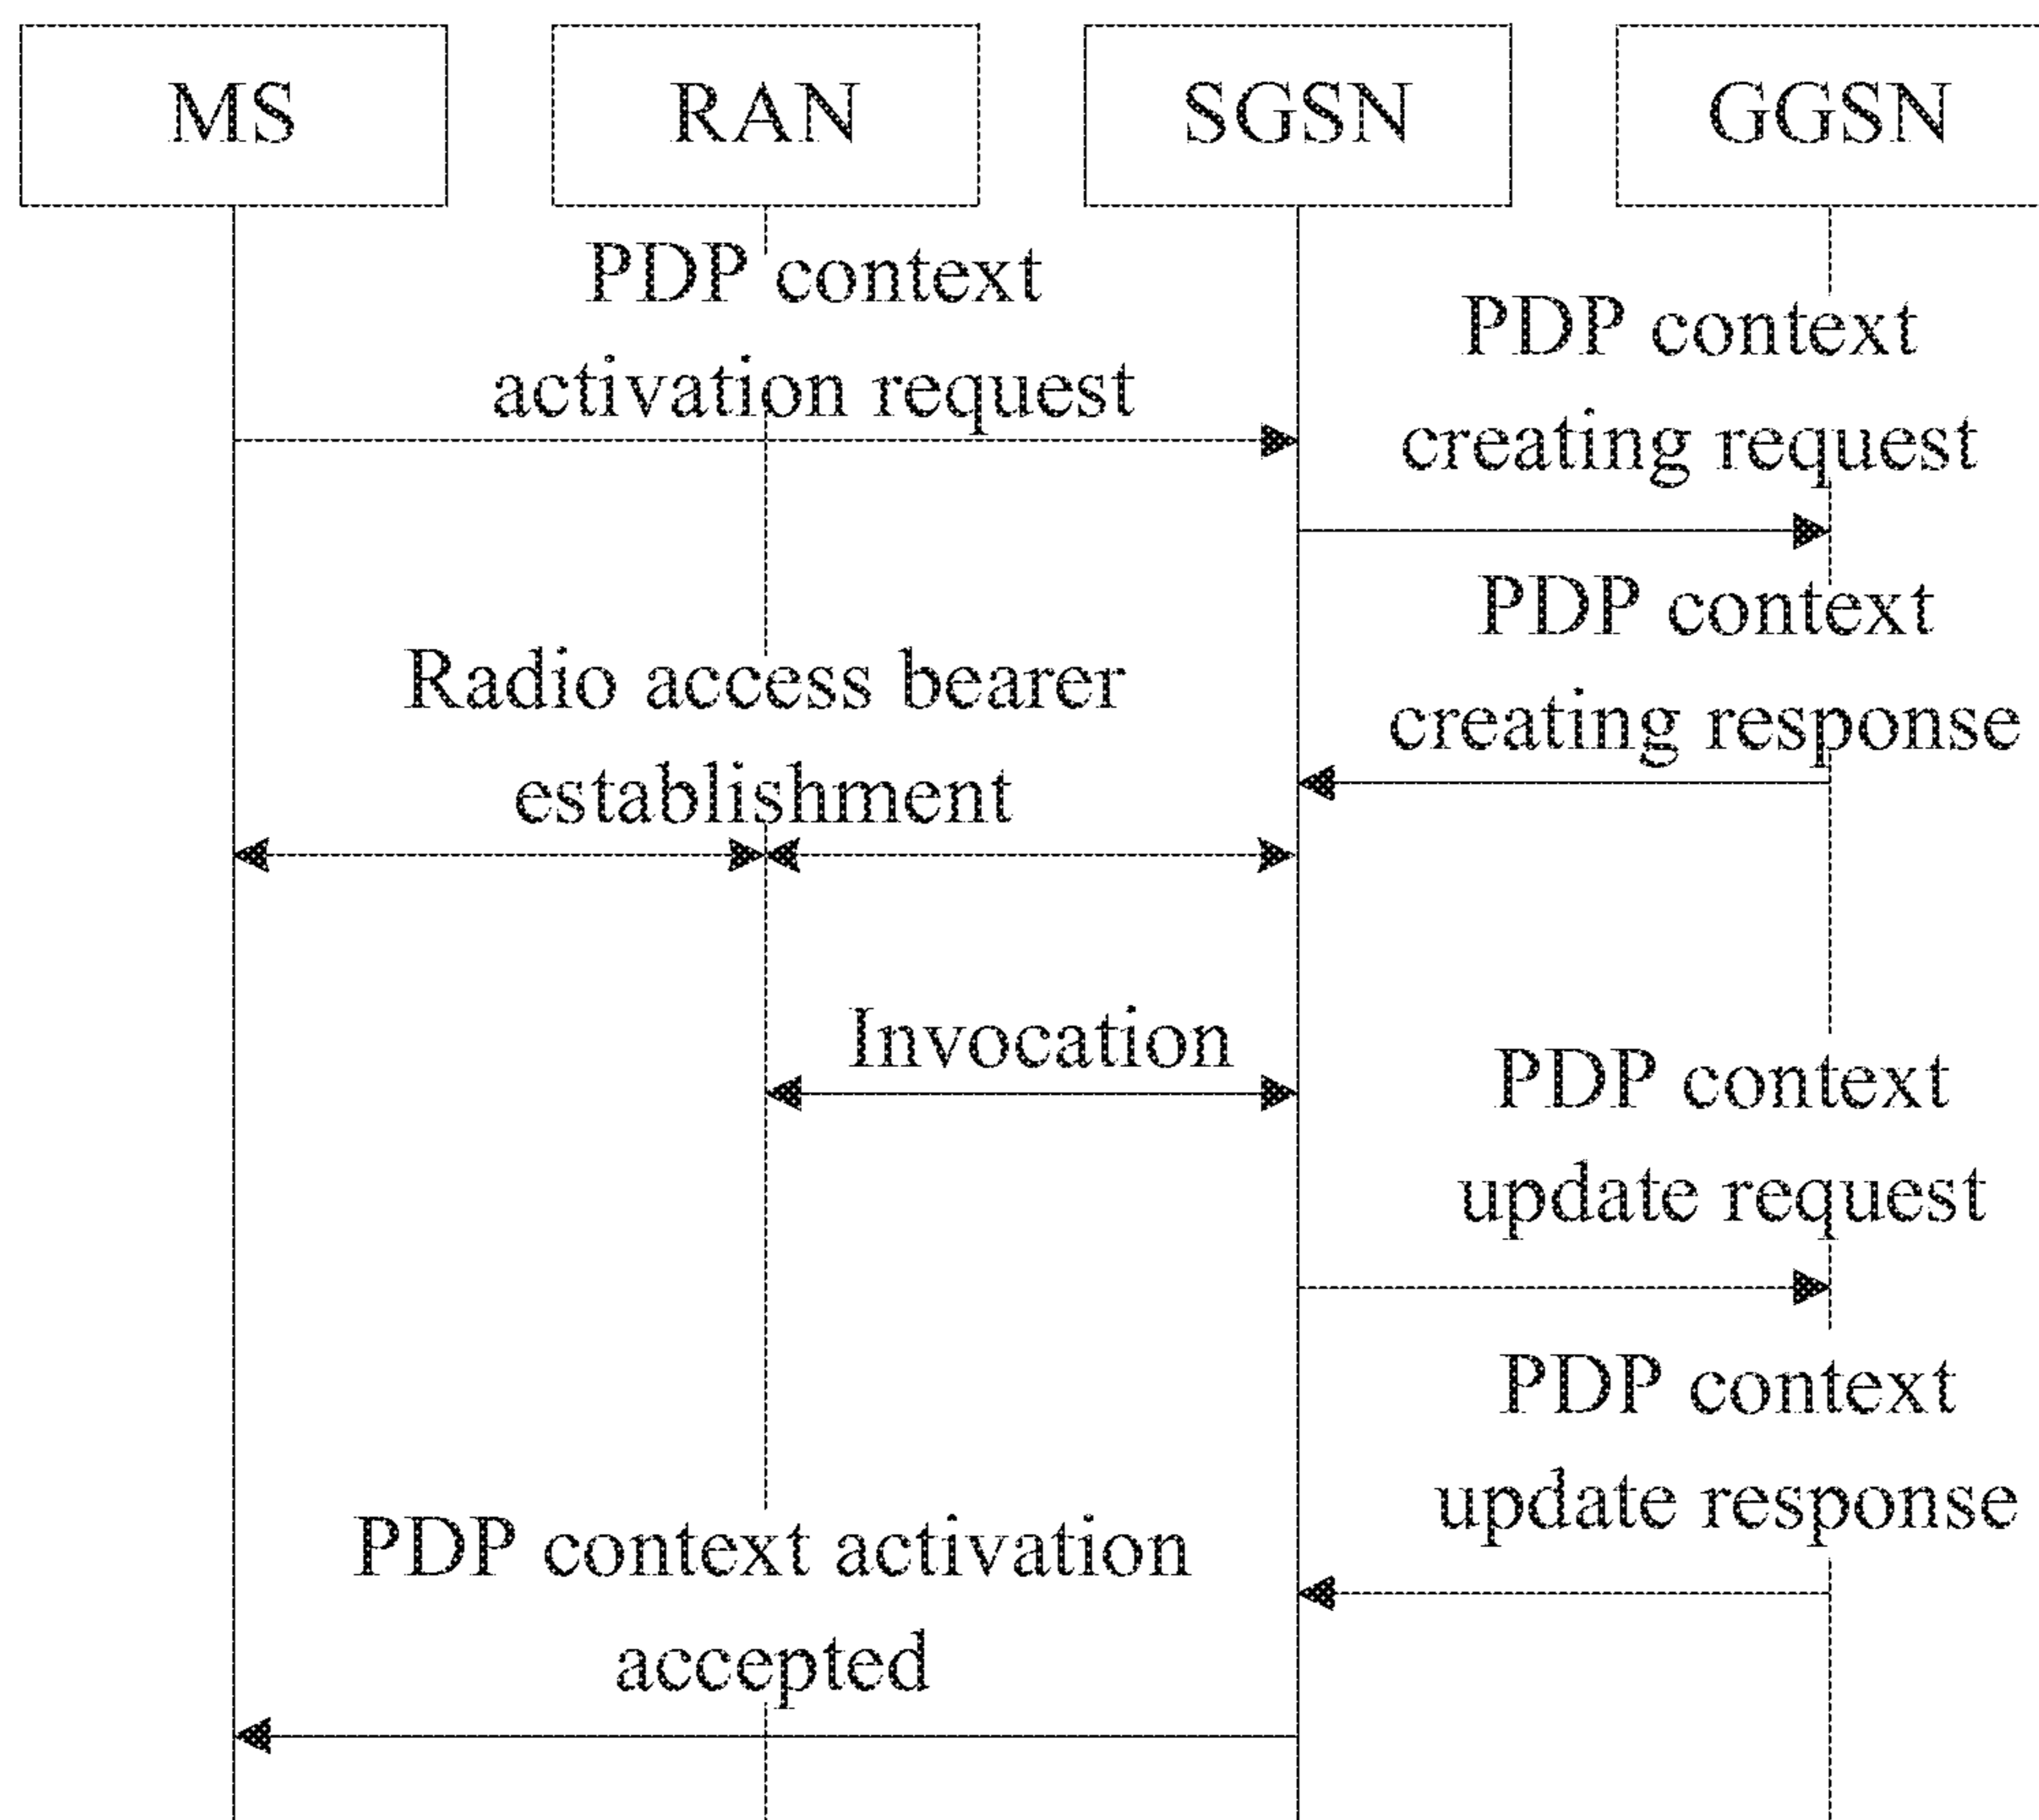 MS
RAN
SGSN
GGSN
PDP context
activation request
PDP context
creating request
PDP context
creating response
Radio access bearer
establishment
Invocation
PDP context
update request
PDP context
update response
PDP context activation
accepted